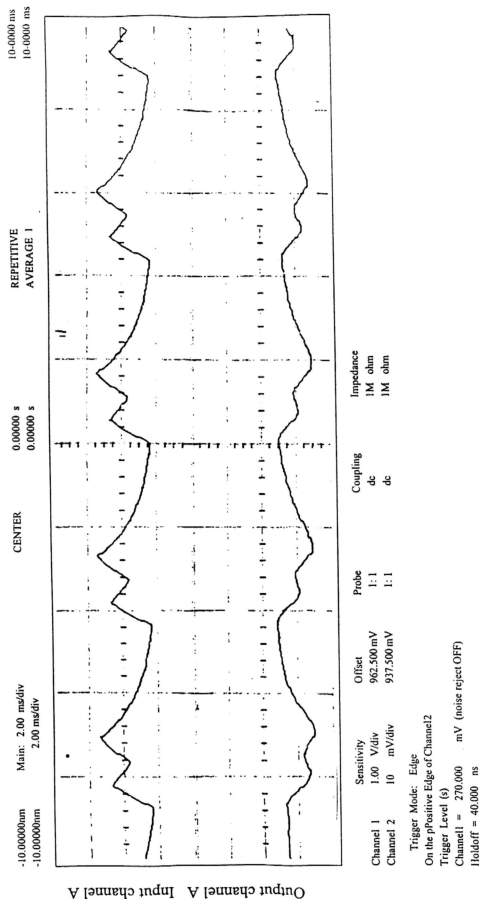 -10.00000nm Main: 2.00 ms/div CENTER 0.00000 s REPETITIVE 10-0000 ms
-10.00000nm 2.00 ms/div 0.00000 s AVERAGE 1 10-0000 ms
Output channel A Input channel A
Sensitivity Offset Probe Coupling Impedance
Channel 1 1.00 V/div 962.500 mV 1: 1 dc 1M ohm
Channel 2 10 mV/div 937.500 mV 1: 1 dc 1M ohm
Trigger Mode: Edge
On the pPositive Edge of Channel2
Trigger Level (s)
Channel1 = 270.000 mV (noise reject OFF)
Holdoff = 40.000 ns